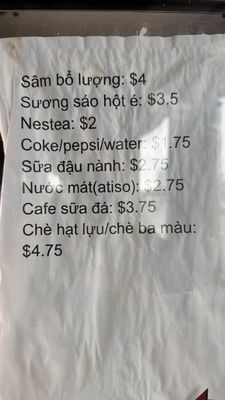 Sâm bổ lượng: $4
Sương sáo hột é: $3.5
Nestea: $2
Coke/pepsi/water: $1.75
Sữa đậu nành: $2.75
Nước mát(atiso): $2.75
Cafe sữa đá: $3.75
Chè hạt lựu/chè ba màu:
$4.75